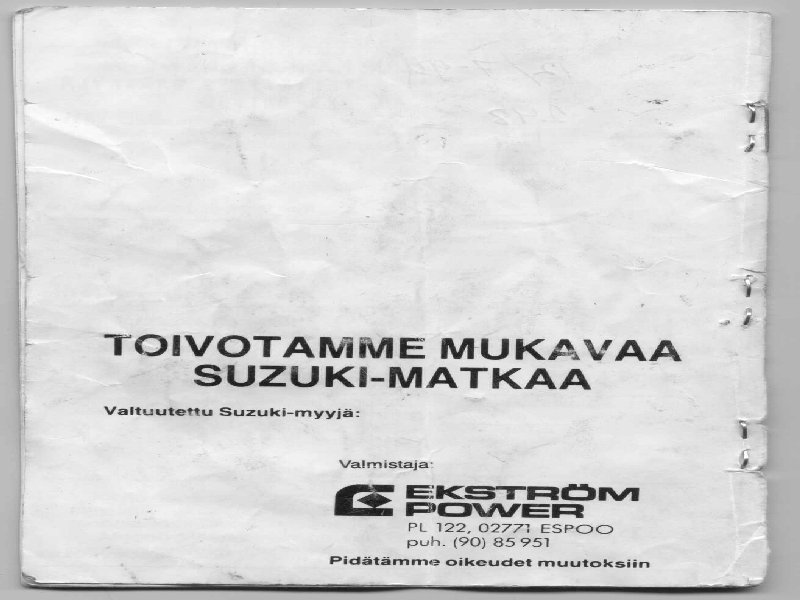 TOIVOTAMME MUKAVAA
SUZUKI-MATKAA
Valtuutettu Suzuki-myyjä:
Valmistaja:
EKSTRÖM
POWER
PL 122, 02771 ESPOO
puh. (90) 85 951
Pidätämme oikeudet muutoksiin